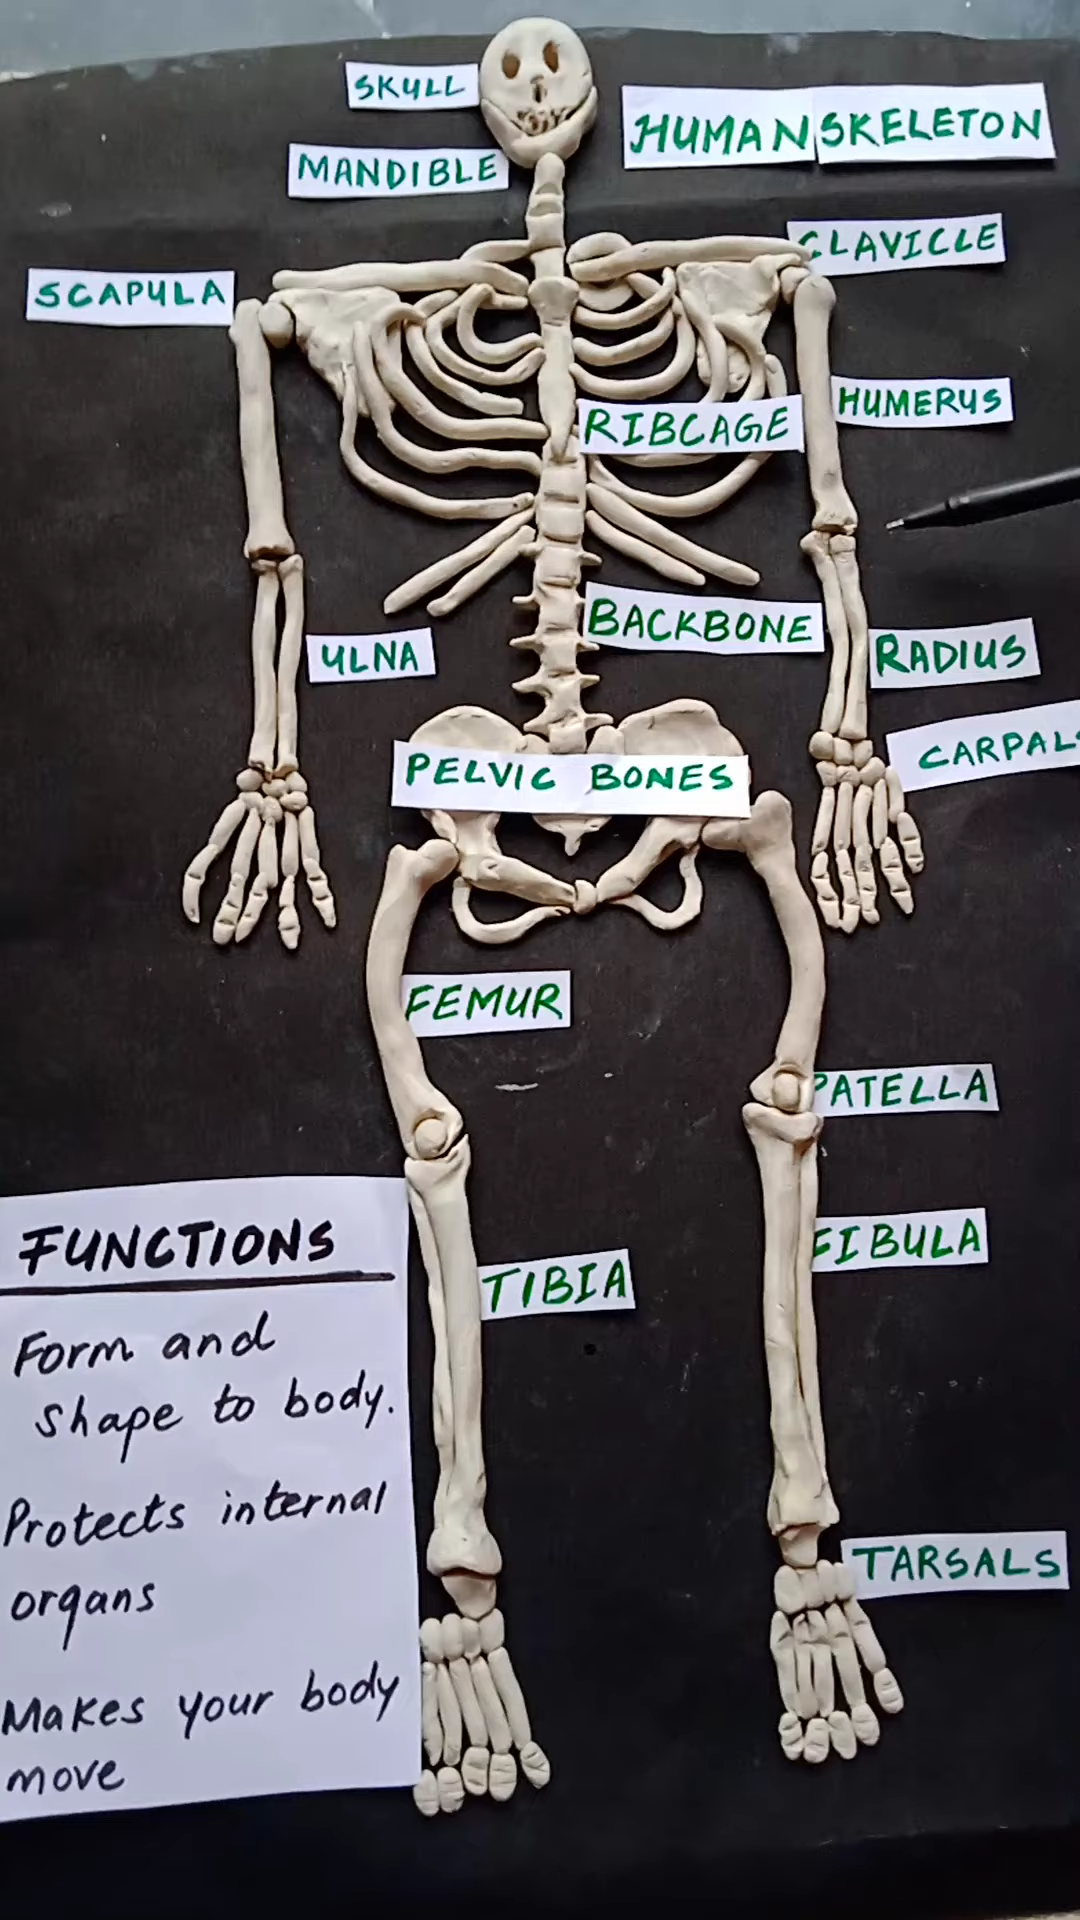 SKULL
HUMAN SKELETON
MANDIBLE
CLAVICLE
SCAPULA
HUMERUS
RIBCAGE
BACKBONE
ULNA
RADIUS
CARPALS
PELVIC BONES
FEMUR
PATELLA
FIBULA
TIBIA
TARSALS
FUNCTIONS
Form and
shape to body.
Protects internal
organs
Makes your body
move